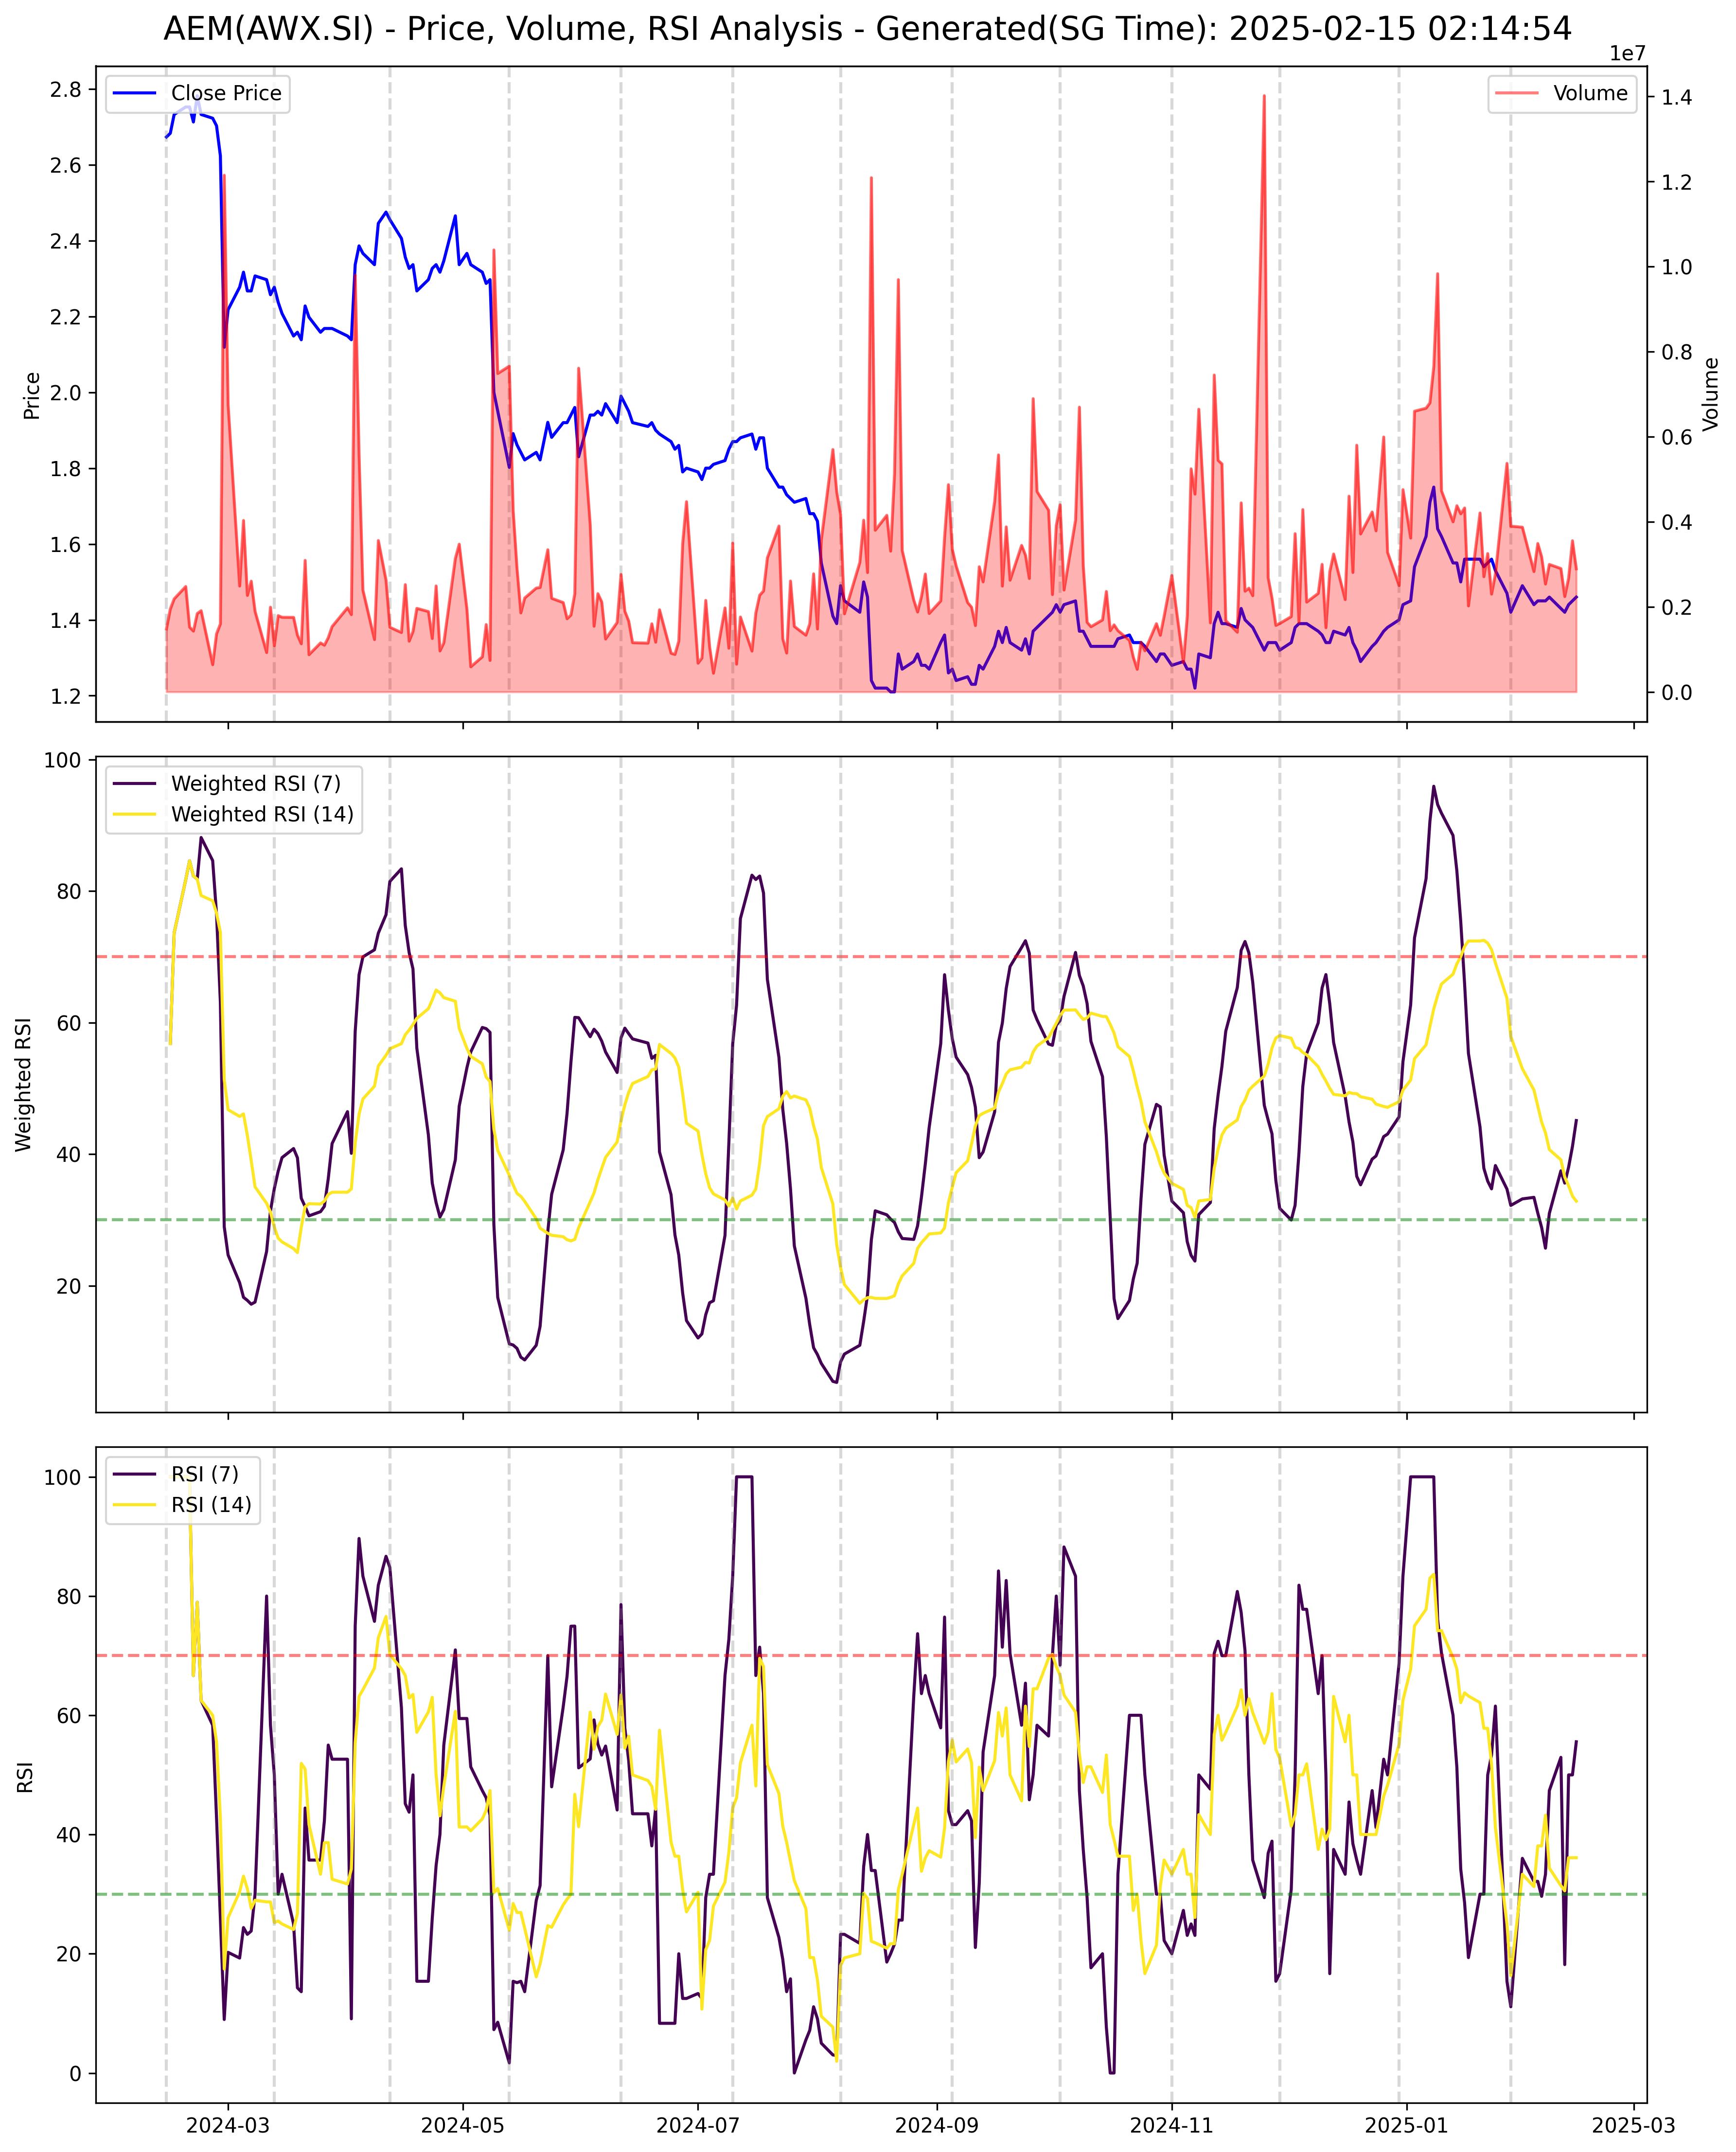 AEM(AWX.SI) - Price, Volume, RSI Analysis - Generated(SG Time): 2025-02-15 02:14:54
1e7
Close Price
Volume
2.8
2.6
2.4
2.2
2.0
1.8
1.6
1.4
1.2
Price
1.4
1.2
1.0
0.8
0.6
0.4
0.2
0.0
Volume
Weighted RSI (7)
Weighted RSI (14)
100
80
60
40
20
Weighted RSI
RSI (7)
RSI (14)
100
80
60
40
20
0
RSI
2024-03 2024-05 2024-07 2024-09 2024-11 2025-01 2025-03